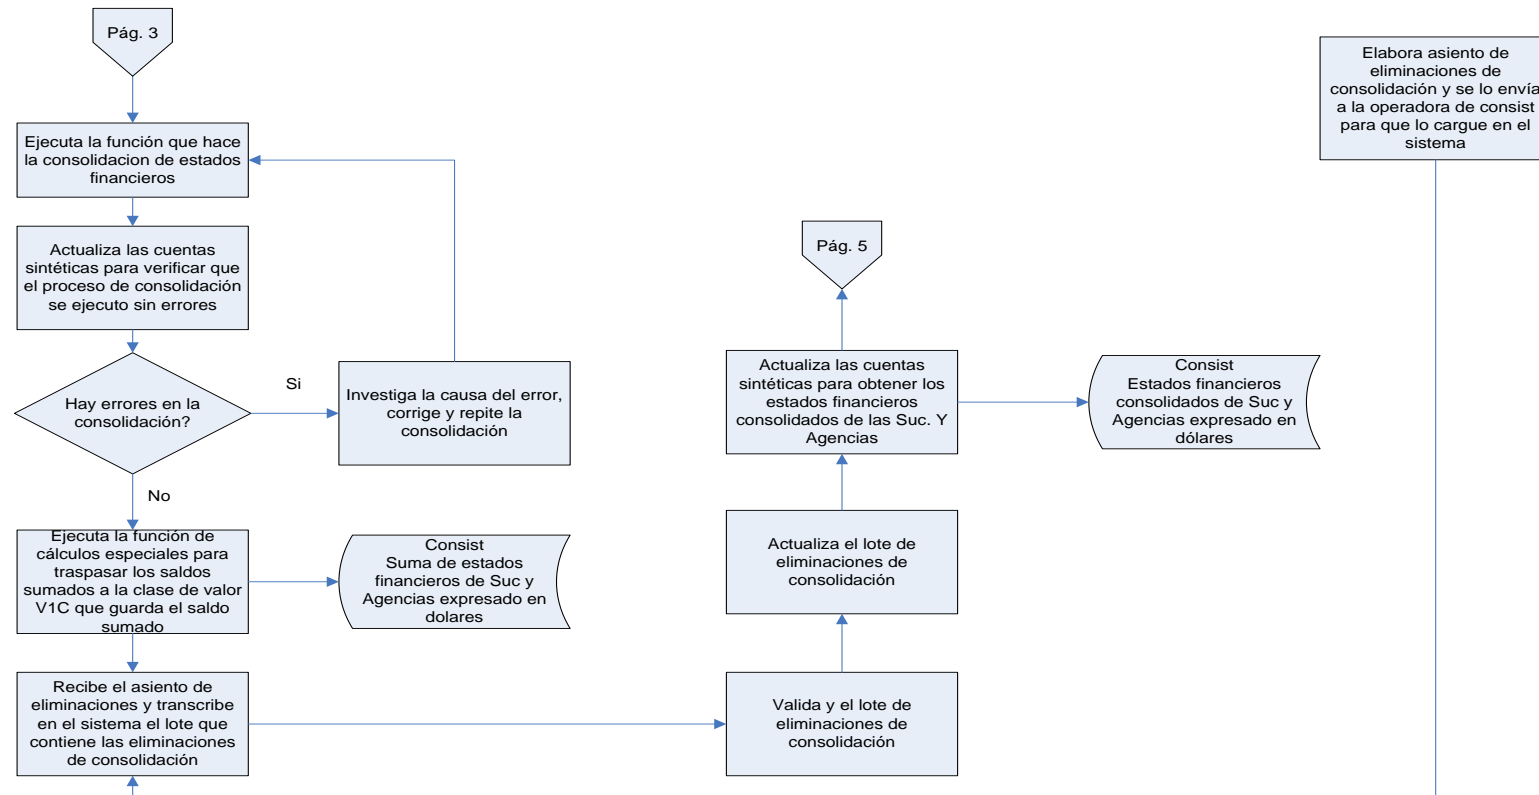 Pág. 3
Ejecuta la función que hace
la consolidacion de estados
financieros
Actualiza las cuentas
sintéticas para verificar que
el proceso de consolidación
se ejecuto sin errores
Hay errores en la
consolidación?
Si
Investiga la causa del error,
corrige y repite la
consolidación
No
Ejecuta la función de
cálculos especiales para
traspasar los saldos
sumados a la clase de valor
V1C que guarda el saldo
sumado
Consist
Suma de estados
financieros de Suc y
Agencias expresado en
dolares
Recibe el asiento de
eliminaciones y transcribe
en el sistema el lote que
contiene las eliminaciones
de consolidación
Valida y el lote de
eliminaciones de
consolidación
Actualiza el lote de
eliminaciones de
consolidación
Actualiza las cuentas
sintéticas para obtener los
estados financieros
consolidados de las Suc. Y
Agencias
Pág. 5
Consist
Estados financieros
consolidados de Suc y
Agencias expresado en
dólares
Elabora asiento de
eliminaciones de
consolidación y se lo envía
a la operadora de consist
para que lo cargue en el
sistema